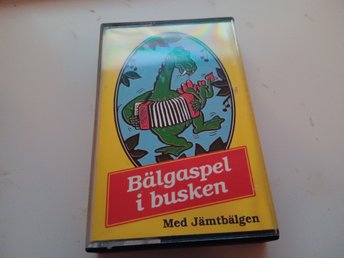 Bälgaspel
i busken
Med Jämtbälgen